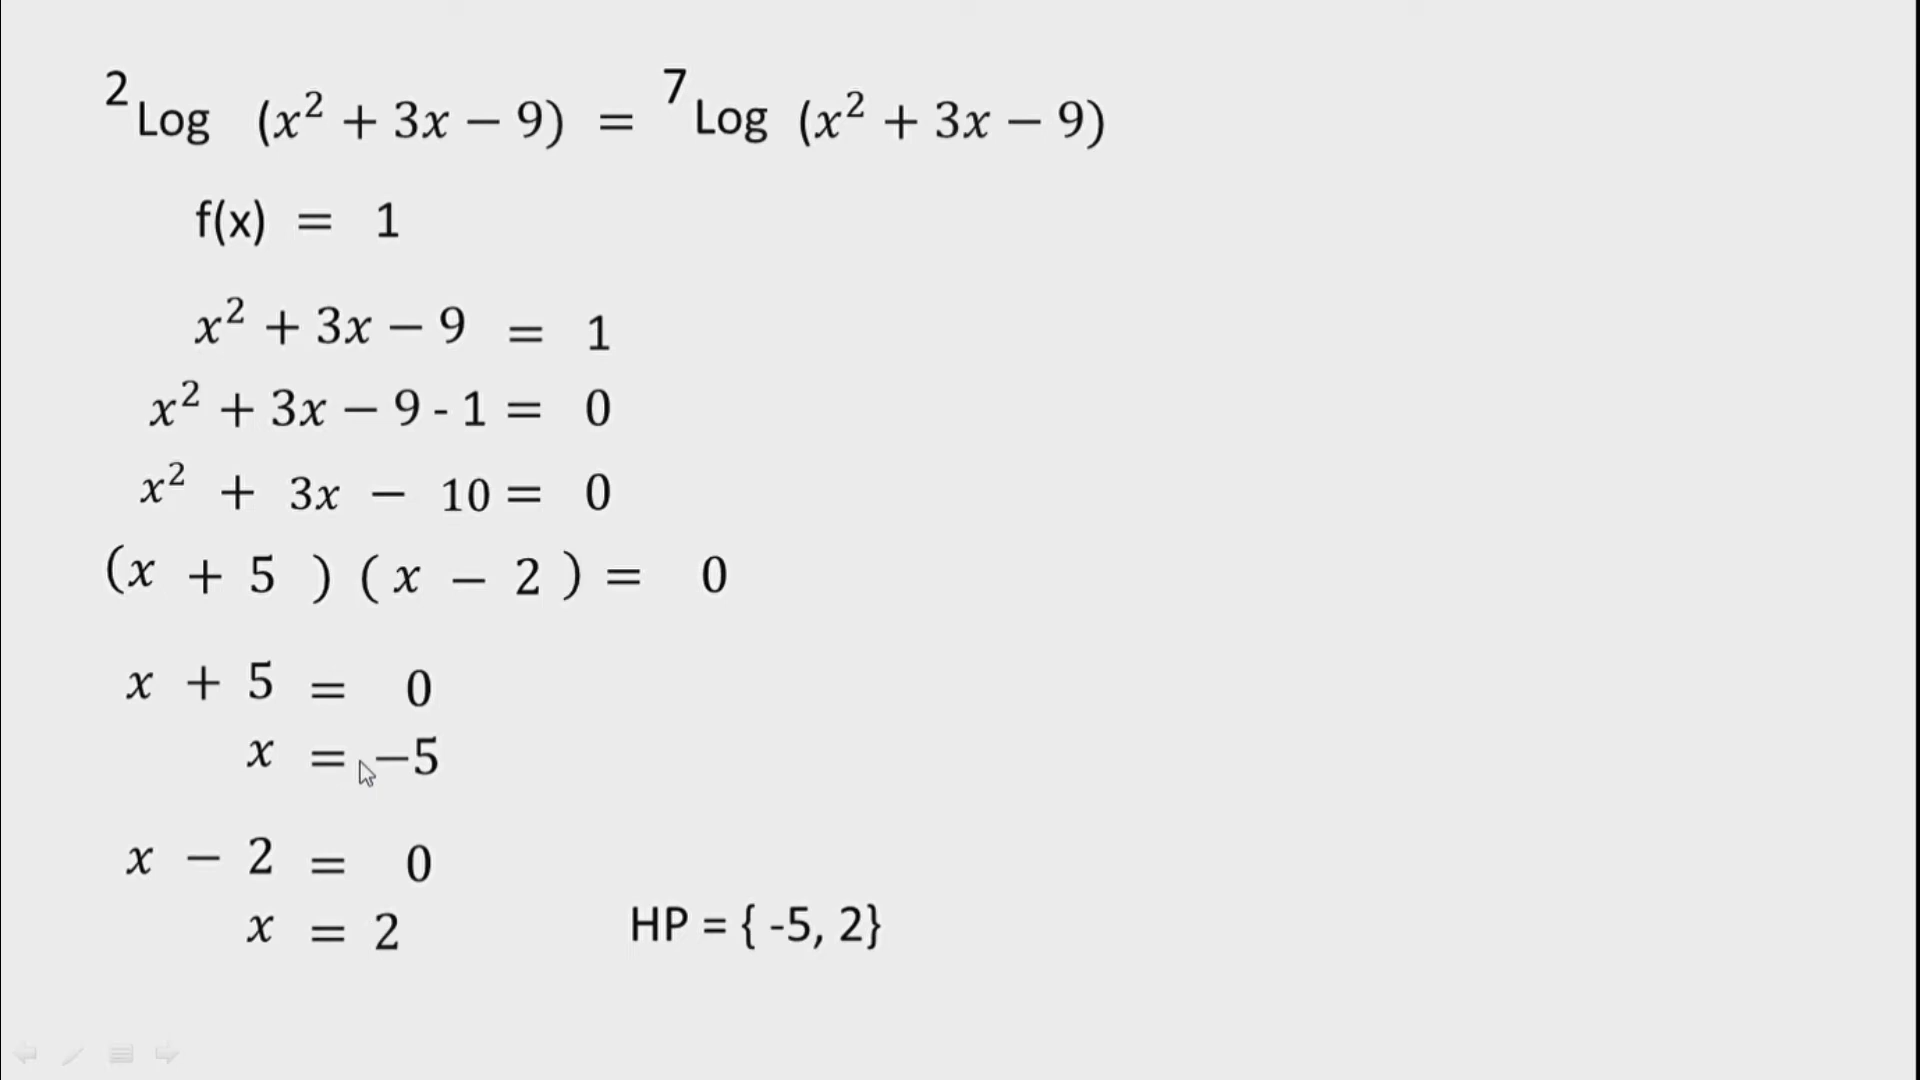 ²Log (x² + 3x − 9) = ⁷Log (x² + 3x − 9)
f(x) = 1
x² + 3x − 9 = 1
x² + 3x − 9 - 1 = 0
x² + 3x − 10 = 0
(x + 5 ) ( x − 2 ) = 0
x + 5 = 0
x = −5
x − 2 = 0
x = 2
HP = { -5, 2}